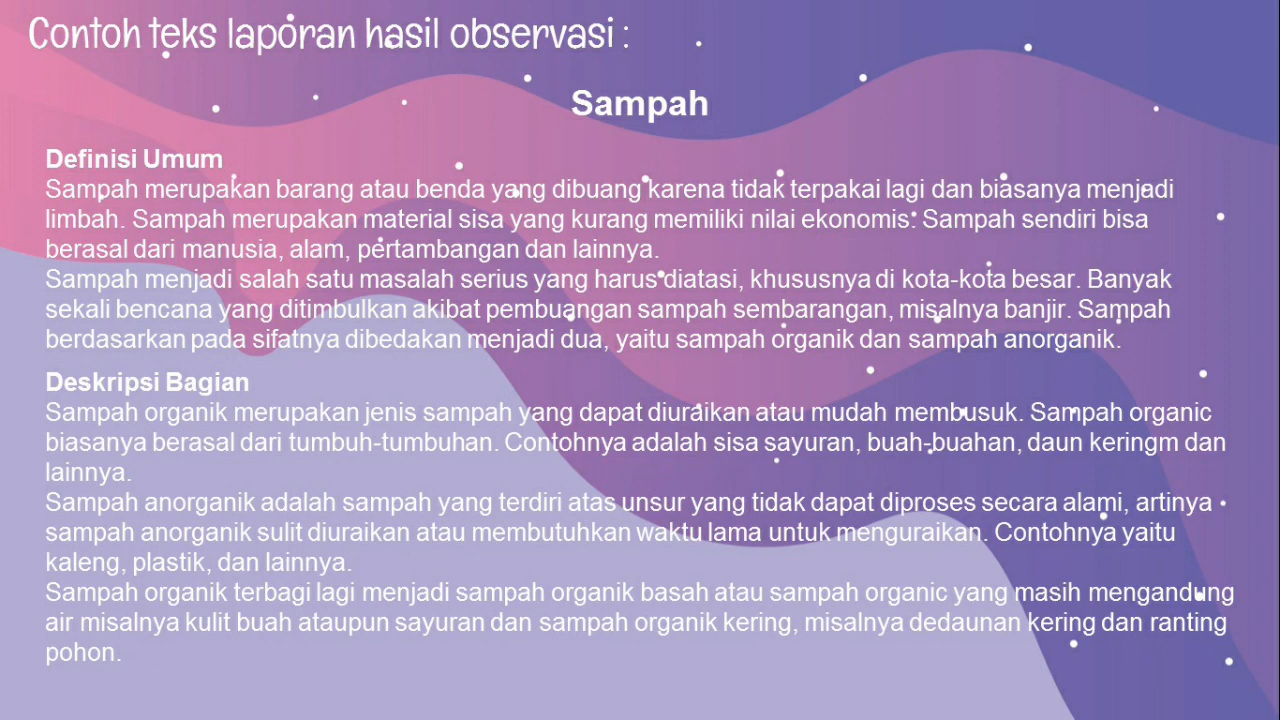 Contoh teks laporan hasil observasi :
Sampah
Definisi Umum
Sampah merupakan barang atau benda yang dibuang karena tidak terpakai lagi dan biasanya menjadi
limbah. Sampah merupakan material sisa yang kurang memiliki nilai ekonomis. Sampah sendiri bisa
berasal dari manusia, alam, pertambangan dan lainnya.
Sampah menjadi salah satu masalah serius yang harus diatasi, khususnya di kota-kota besar. Banyak
sekali bencana yang ditimbulkan akibat pembuangan sampah sembarangan, misalnya banjir. Sampah
berdasarkan pada sifatnya dibedakan menjadi dua, yaitu sampah organik dan sampah anorganik.
Deskripsi Bagian
Sampah organik merupakan jenis sampah yang dapat diuraikan atau mudah membusuk. Sampah organic
biasanya berasal dari tumbuh-tumbuhan. Contohnya adalah sisa sayuran, buah-buahan, daun keringm dan
lainnya.
Sampah anorganik adalah sampah yang terdiri atas unsur yang tidak dapat diproses secara alami, artinya
sampah anorganik sulit diuraikan atau membutuhkan waktu lama untuk menguraikan. Contohnya yaitu
kaleng, plastik, dan lainnya.
Sampah organik terbagi lagi menjadi sampah organik basah atau sampah organic yang masih mengandung
air misalnya kulit buah ataupun sayuran dan sampah organik kering, misalnya dedaunan kering dan ranting
pohon.